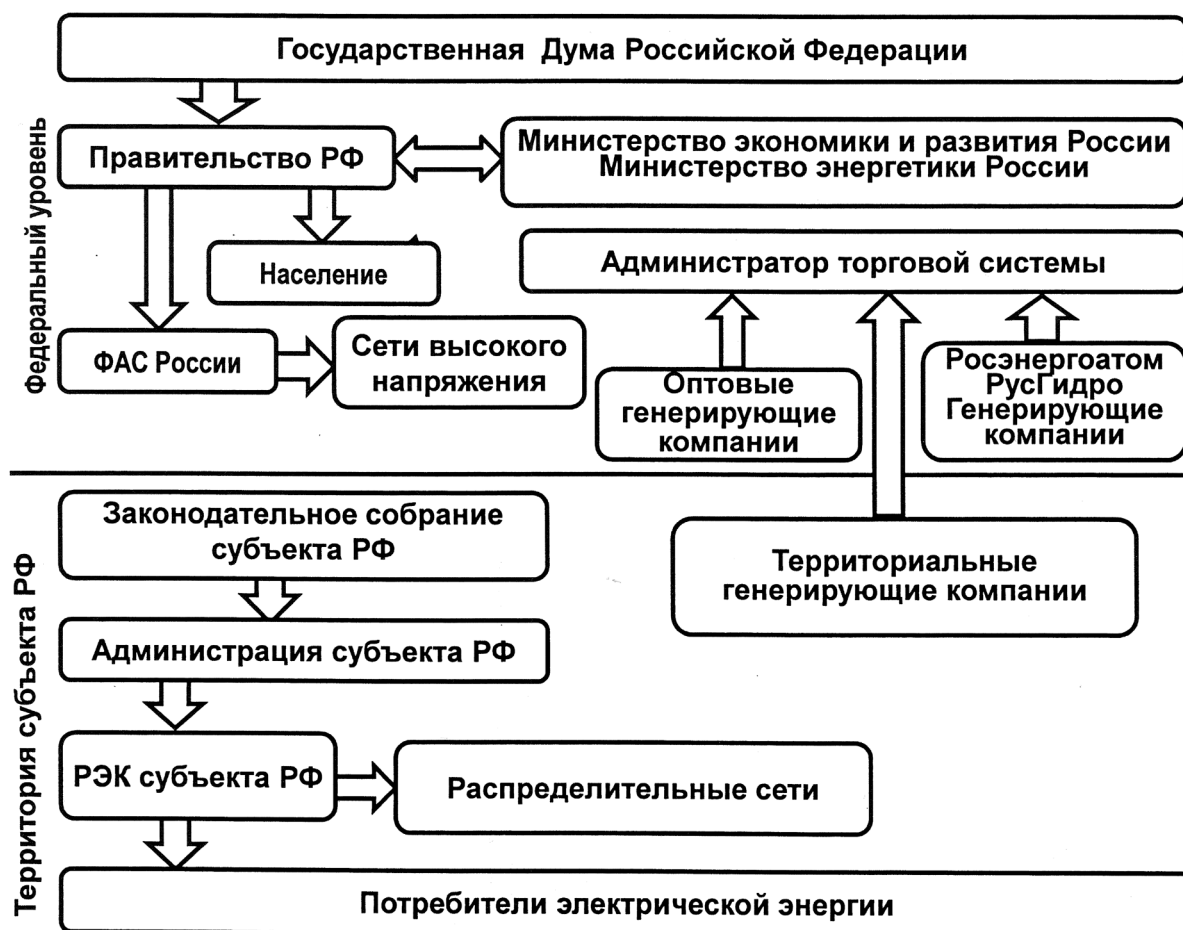 Государственная Дума Российской Федерации
Федеральный уровень
Правительство РФ
Министерство экономики и развития России
Министерство энергетики России
Население
Администратор торговой системы
ФАС России
Сети высокого
напряжения
Оптовые
генерирующие
компании
Росэнергоатом
РусГидро
Генерирующие
компании
Территория субъекта РФ
Законодательное собрание
субъекта РФ
Территориальные
генерирующие компании
Администрация субъекта РФ
РЭК субъекта РФ
Распределительные сети
Потребители электрической энергии